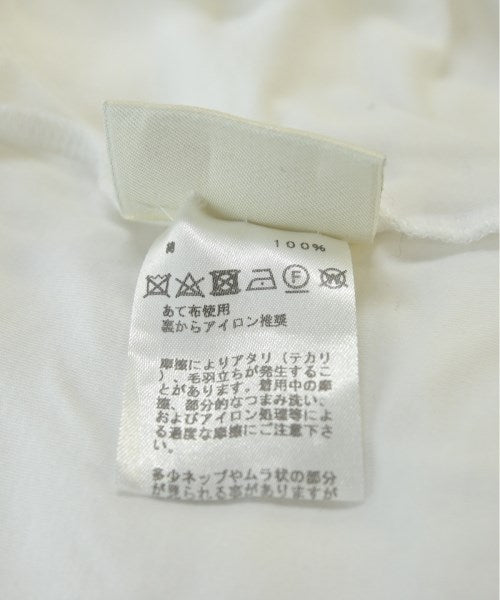 綿 100%
F
W
あて布使用
裏からアイロン推奨
摩擦によりアタリ（テカリ
）、毛羽立ちが発生するこ
とがあります。着用中の摩
擦、部分的なつまみ洗い、
およびアイロン処理等によ
る過度な摩擦にご注意下さ
い。
多少ネップやムラ状の部分
が見られる事がありますが